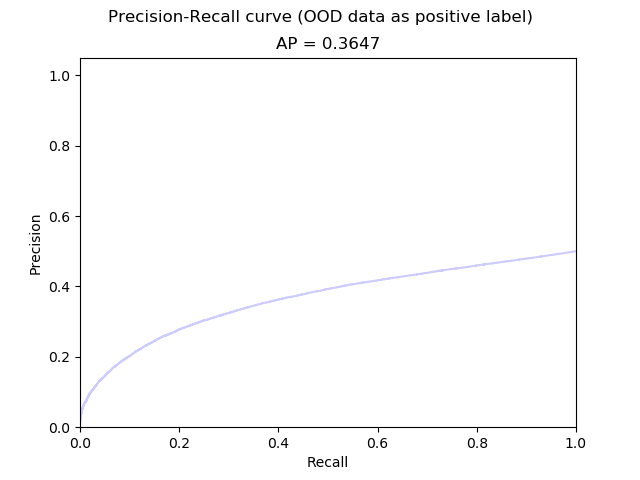 Precision-Recall curve (OOD data as positive label)
AP = 0.3647
1.0
0.8
0.6
0.4
0.2
0.0
Precision
0.0 0.2 0.4 0.6 0.8 1.0
Recall